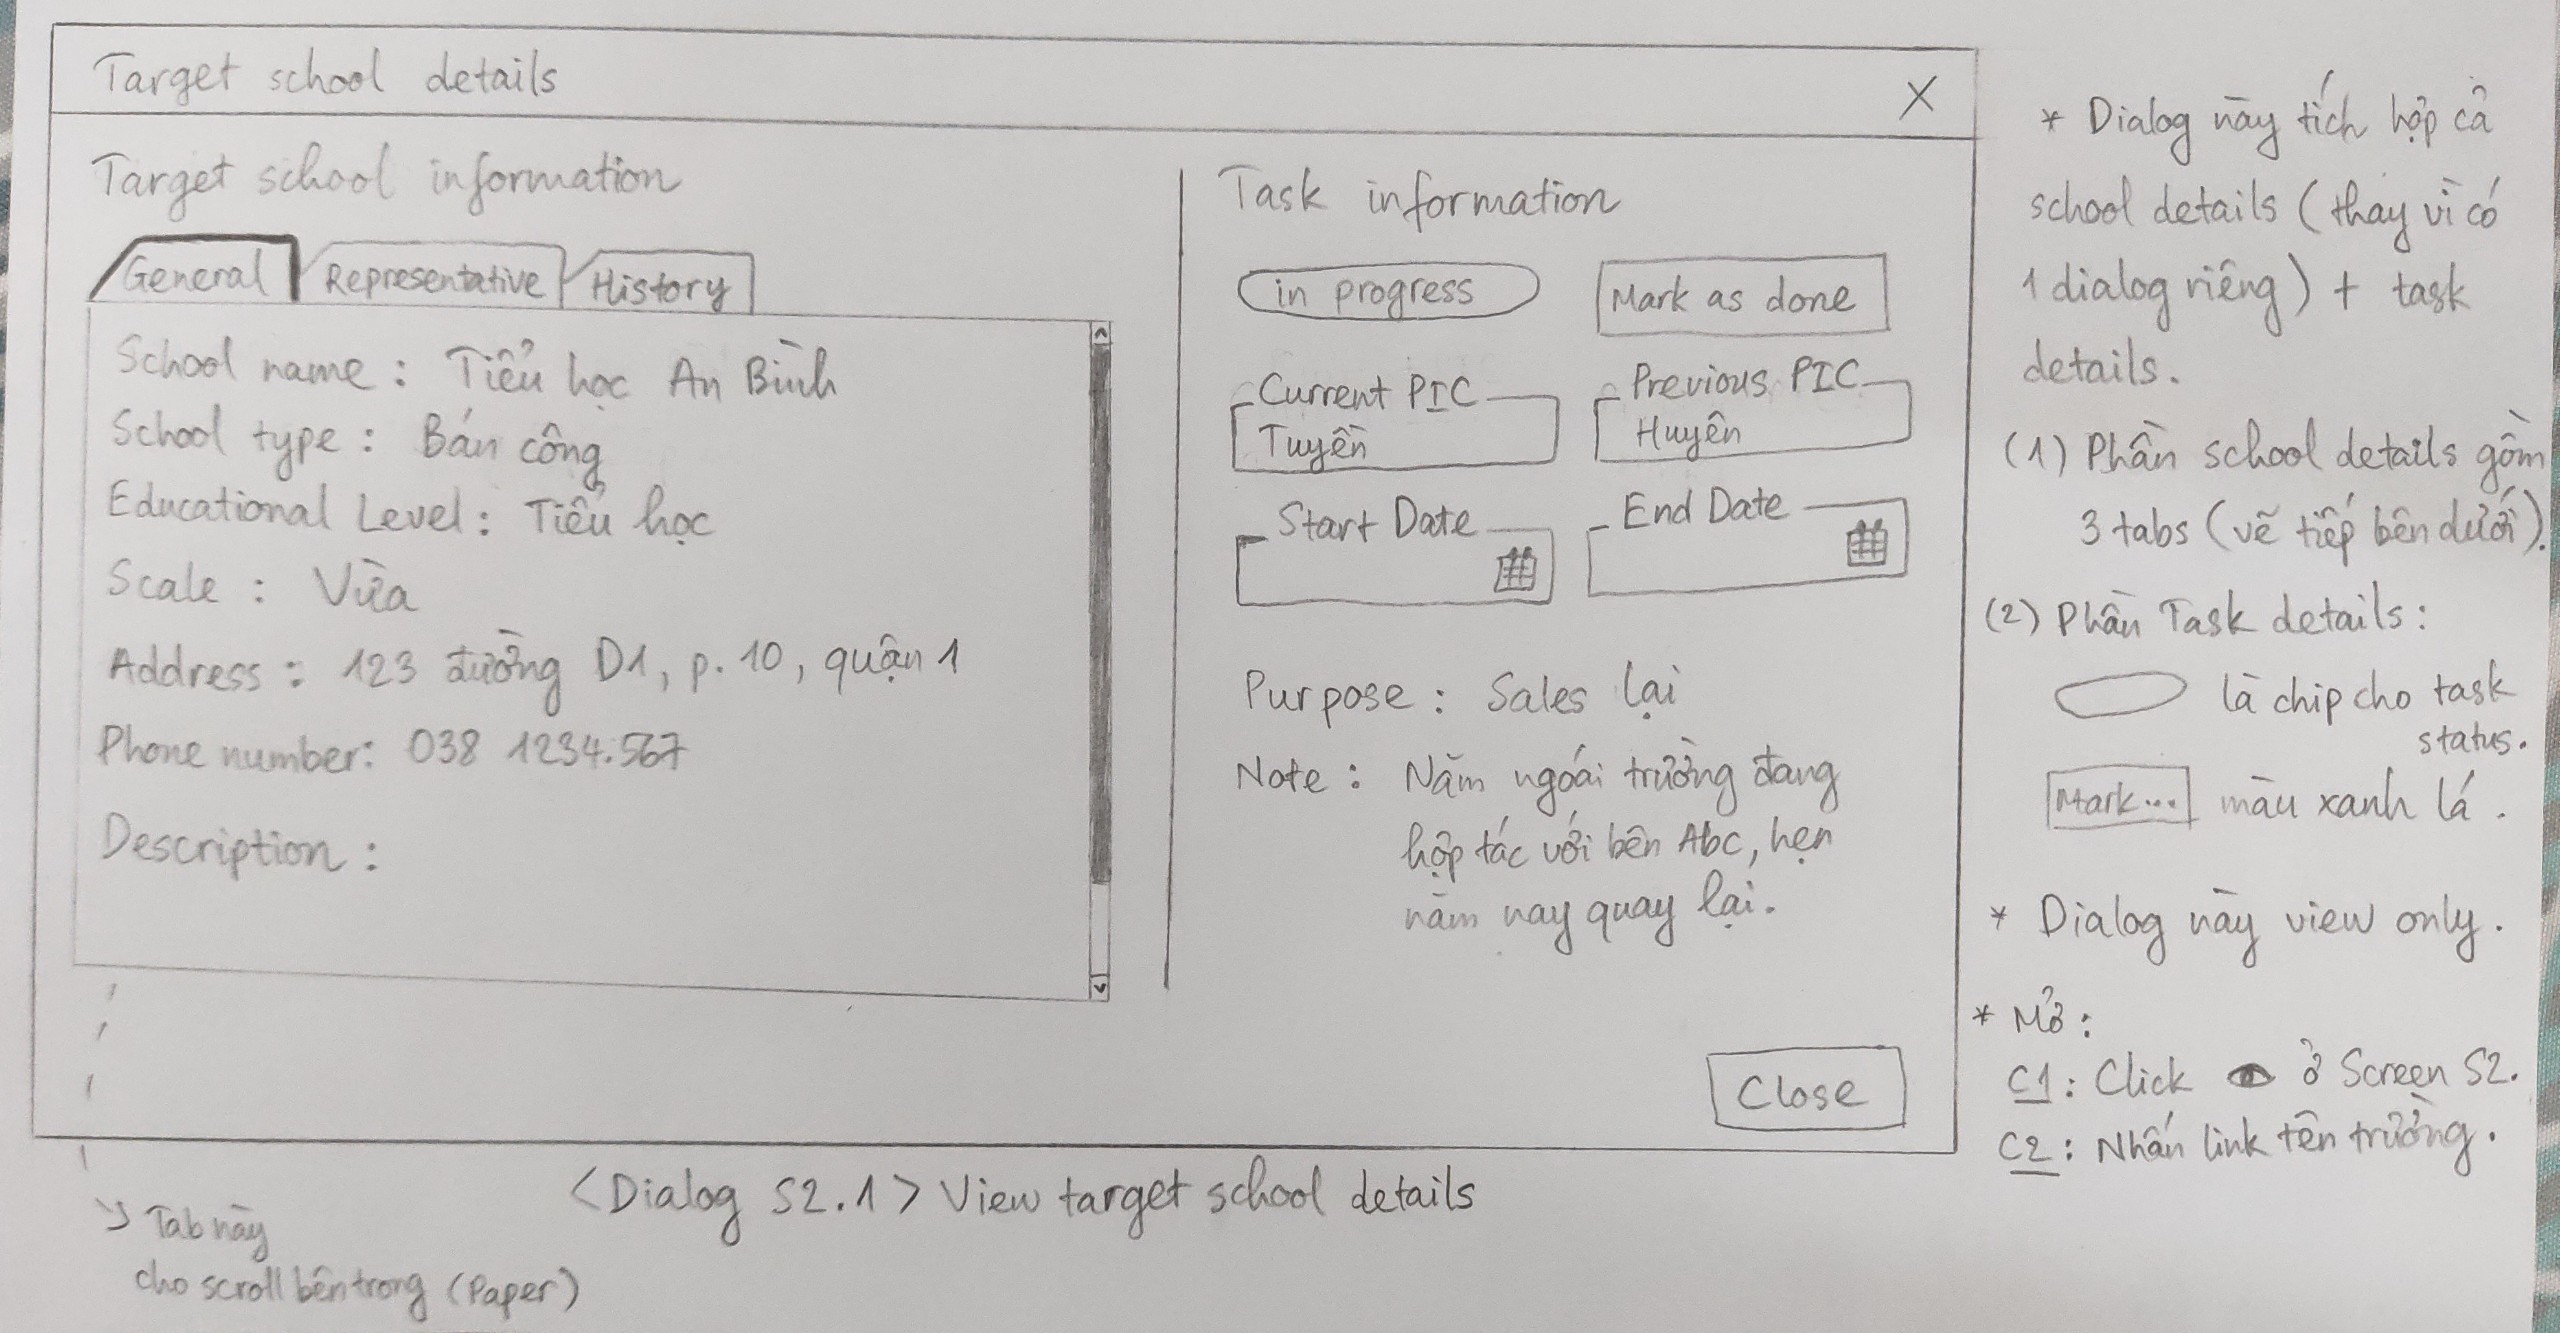 Target school details
X
Target school information
General
Representative
History
School name : Tiểu học An Bình
School type : Bán công
Educational Level : Tiểu học
Scale : Vừa
Address : 123 đường D1, p. 10, quận 1
Phone number: 038 1234.567
Description :
Task information
in progress
Mark as done
Current PIC
Tuyền
Previous PIC
Huyên
Start Date
End Date
Purpose : Sales lại
Note : Năm ngoái trường đang
hợp tác với bên Abc, hẹn
năm nay quay lại.
Close
<Dialog S2.1> View target school details
Tab này
cho scroll bên trong (Paper)
* Dialog này tích hợp cả
school details (thay vì có
1 dialog riêng) + task
details.
(1) Phần school details gồm
3 tabs (vẽ tiếp bên dưới).
(2) Phần Task details:
là chip cho task
status.
Mark... màu xanh lá.
* Dialog này view only.
* Mở :
C1 : Click ở Screen S2.
C2 : Nhấn link tên trường.